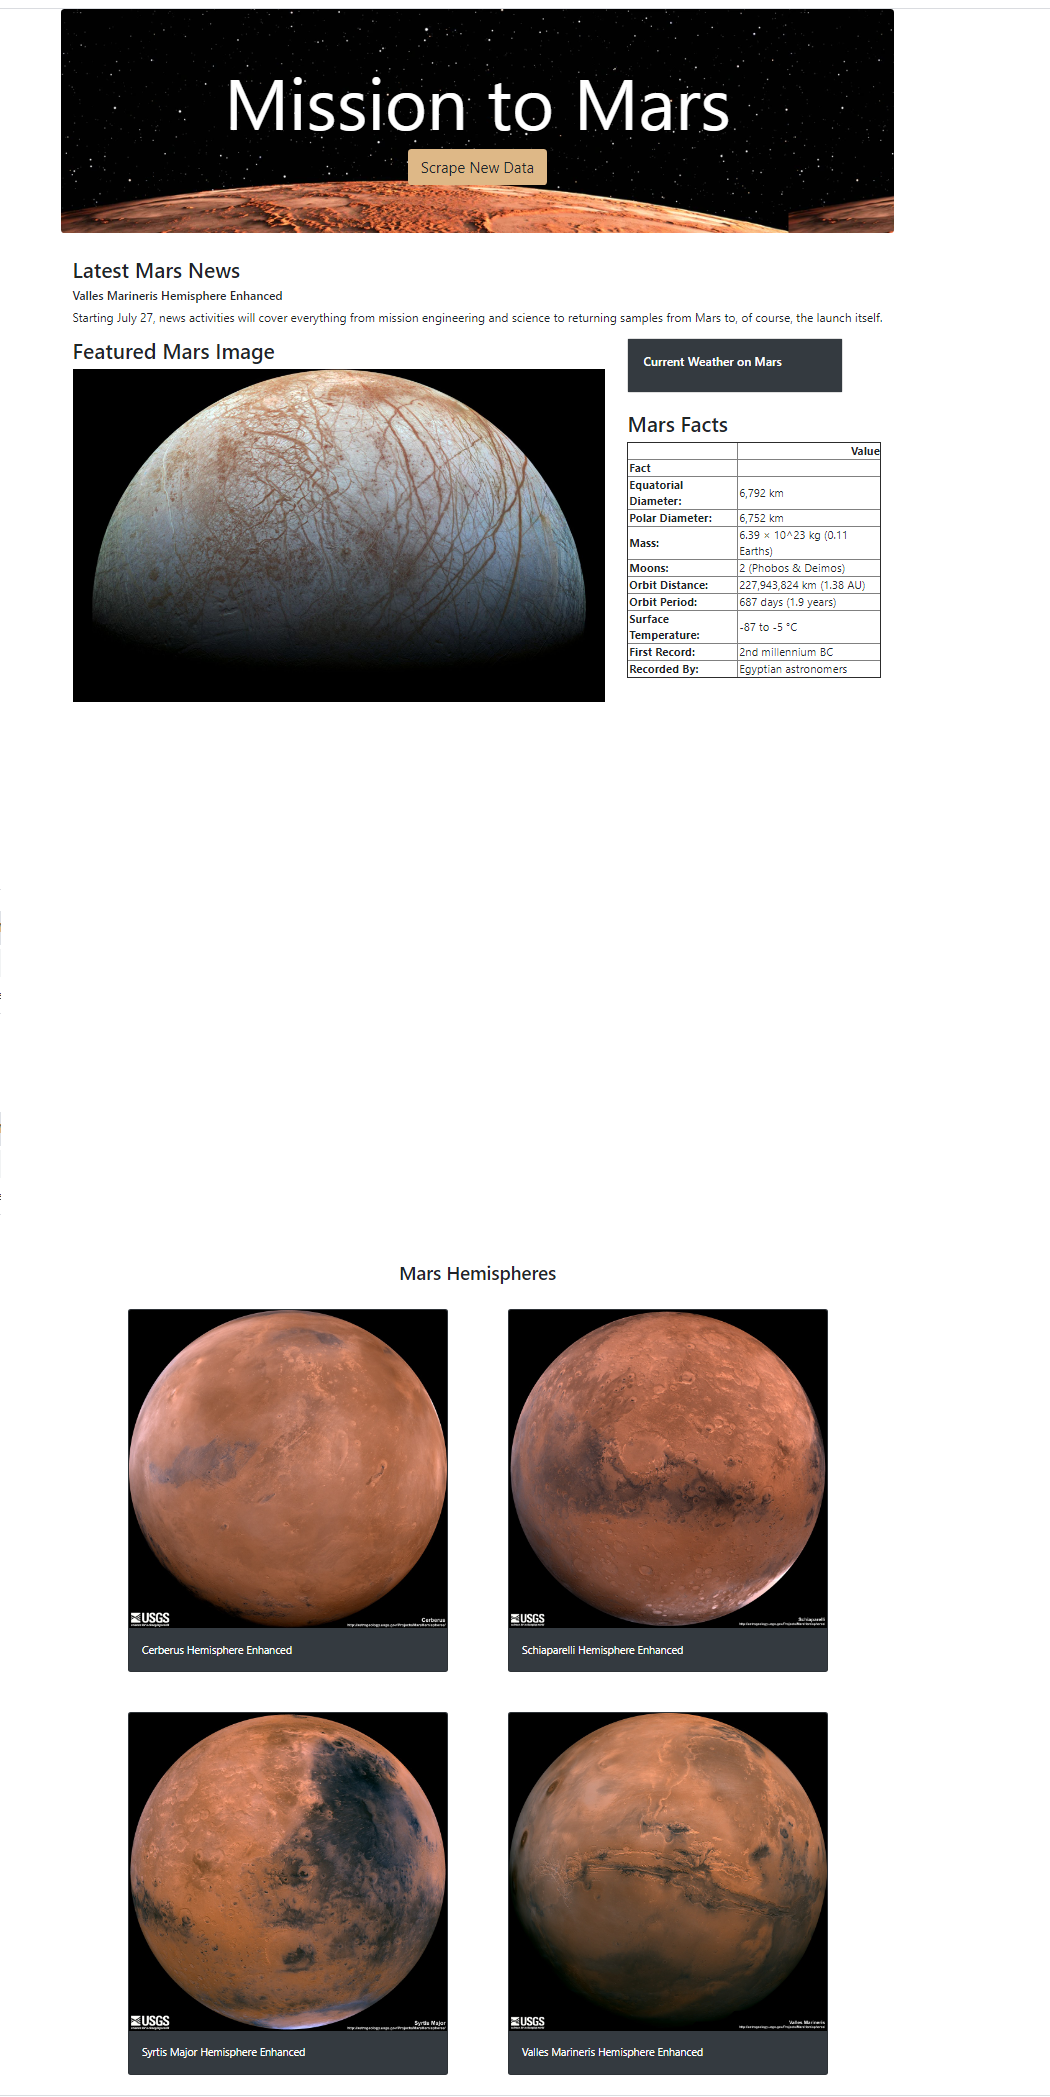 Mission to Mars
Scrape New Data
Latest Mars News
Valles Marineris Hemisphere Enhanced
Starting July 27, news activities will cover everything from mission engineering and science to returning samples from Mars to, of course, the launch itself.
Featured Mars Image
Current Weather on Mars
Mars Facts
Value
Fact
Equatorial
Diameter:
6,792 km
Polar Diameter:
6,752 km
Mass:
6.39 × 10^23 kg (0.11
Earths)
Moons:
2 (Phobos & Deimos)
Orbit Distance:
227,943,824 km (1.38 AU)
Orbit Period:
687 days (1.9 years)
Surface
Temperature:
-87 to -5 °C
First Record:
2nd millennium BC
Recorded By:
Egyptian astronomers
Mars Hemispheres
USGS
Cerberus
Cerberus Hemisphere Enhanced
USGS
Schiaparelli
Schiaparelli Hemisphere Enhanced
USGS
Syrtis Major
Syrtis Major Hemisphere Enhanced
USGS
Valles Marineris
Valles Marineris Hemisphere Enhanced